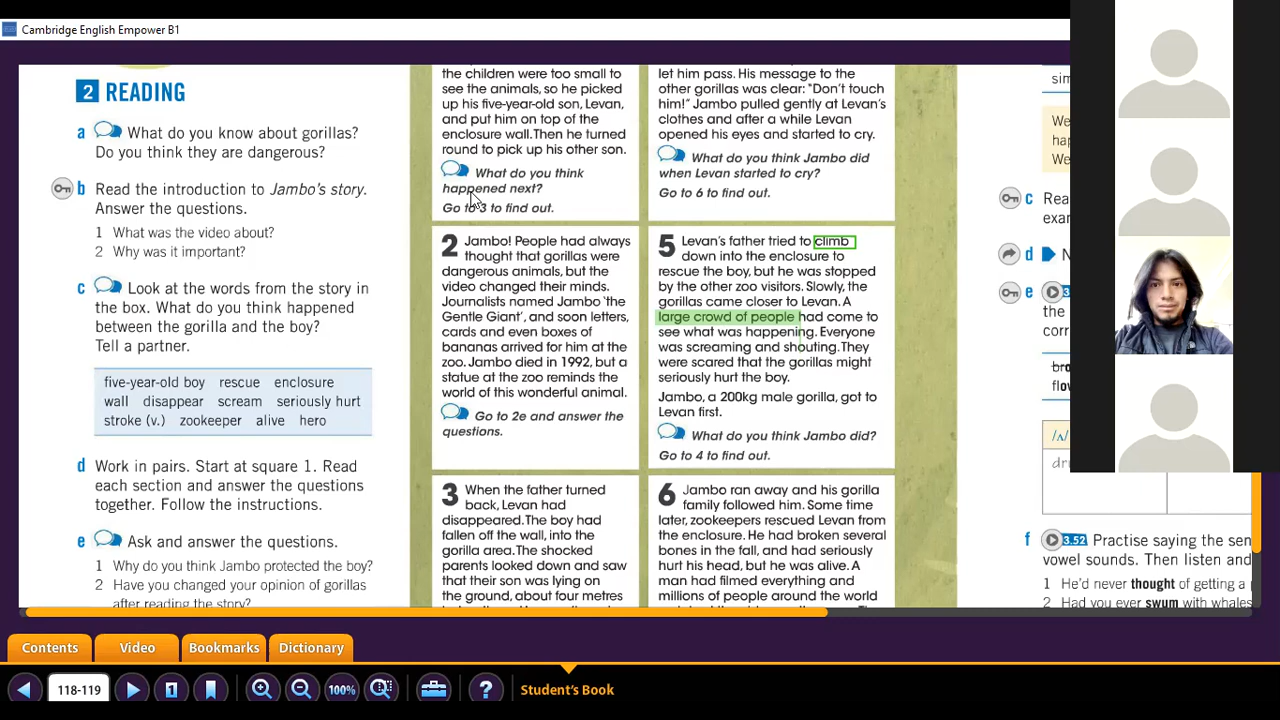 Cambridge English Empower B1
2 READING
a What do you know about gorillas?
Do you think they are dangerous?
b Read the introduction to Jambo's story.
Answer the questions.
1 What was the video about?
2 Why was it important?
c Look at the words from the story in
the box. What do you think happened
between the gorilla and the boy?
Tell a partner.
five-year-old boy rescue enclosure
wall disappear scream seriously hurt
stroke (v.) zookeeper alive hero
d Work in pairs. Start at square 1. Read
each section and answer the questions
together. Follow the instructions.
e Ask and answer the questions.
1 Why do you think Jambo protected the boy?
2 Have you changed your opinion of gorillas
after reading the story?
the children were too small to
see the animals, so he picked
up his five-year-old son, Levan,
and put him on top of the
enclosure wall. Then he turned
round to pick up his other son.
What do you think
happened next?
Go to 3 to find out.
2 Jambo! People had always
thought that gorillas were
dangerous animals, but the
video changed their minds.
Journalists named Jambo 'the
Gentle Giant', and soon letters,
cards and even boxes of
bananas arrived for him at the
zoo. Jambo died in 1992, but a
statue at the zoo reminds the
world of this wonderful animal.
Go to 2e and answer the
questions.
3 When the father turned
back, Levan had
disappeared. The boy had
fallen off the wall, into the
gorilla area. The shocked
parents looked down and saw
that their son was lying on
the ground, about four metres
let him pass. His message to the
other gorillas was clear: "Don't touch
him!" Jambo pulled gently at Levan's
clothes and after a while Levan
opened his eyes and started to cry.
What do you think Jambo did
when Levan started to cry?
Go to 6 to find out.
5 Levan's father tried to climb
down into the enclosure to
rescue the boy, but he was stopped
by the other zoo visitors. Slowly, the
gorillas came closer to Levan. A
large crowd of people had come to
see what was happening. Everyone
was screaming and shouting. They
were scared that the gorillas might
seriously hurt the boy.
Jambo, a 200kg male gorilla, got to
Levan first.
What do you think Jambo did?
Go to 4 to find out.
6 Jambo ran away and his gorilla
family followed him. Some time
later, zookeepers rescued Levan from
the enclosure. He had broken several
bones in the fall, and had seriously
hurt his head, but he was alive. A
man had filmed everything and
millions of people around the world
sim
We
hap
We
c Rea
exam
d N
e 3
the
corr
bro
flo
/ʌ/
dr
f 3.52 Practise saying the sen
vowel sounds. Then listen and
1 He'd never thought of getting a
2 Had you ever swum with whales
Contents Video Bookmarks Dictionary
118-119 1 100% ? Student's Book